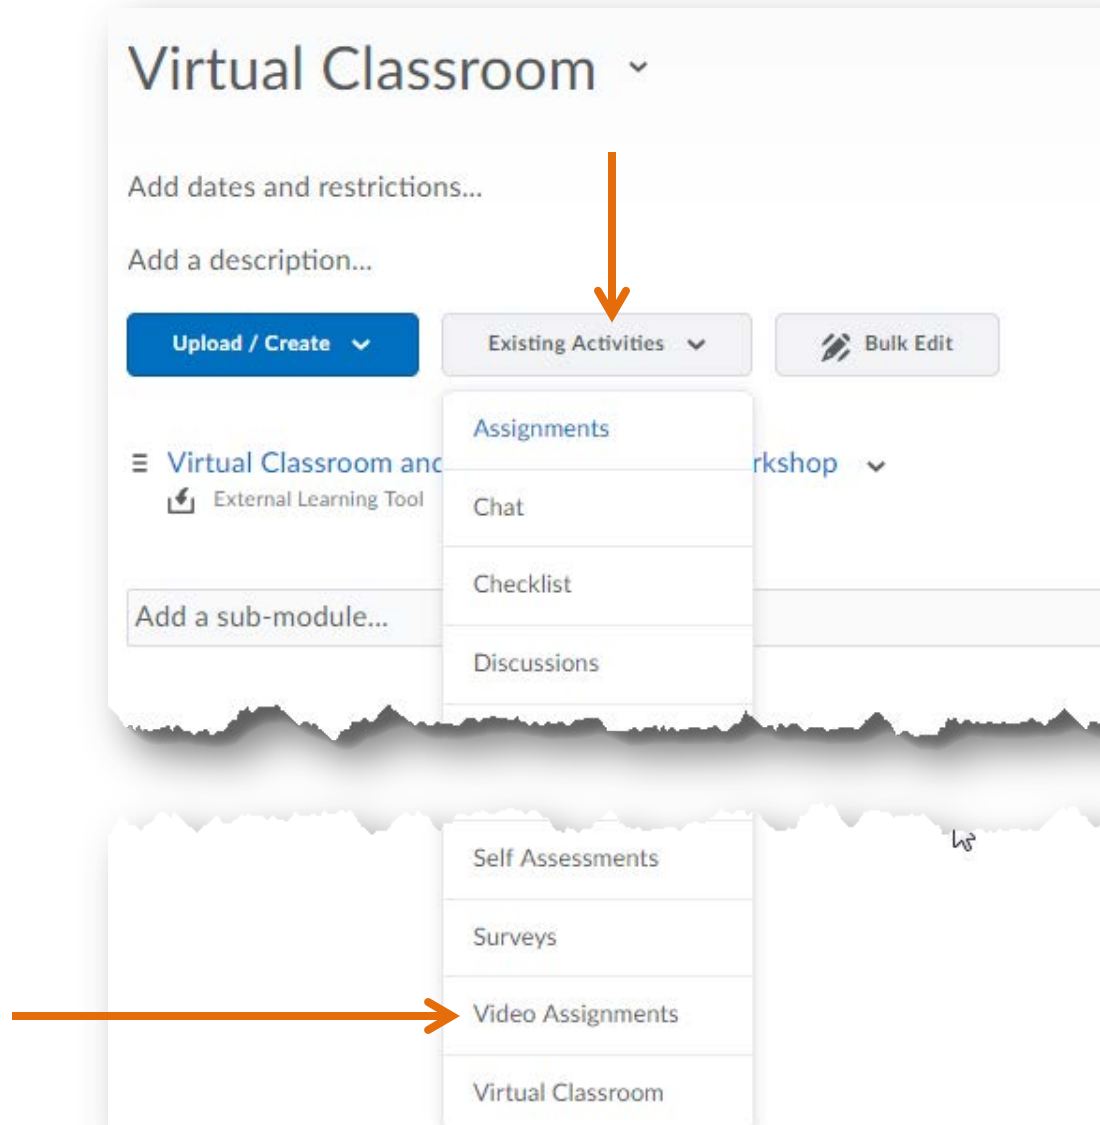 Virtual Classroom
Add dates and restrictions...
Add a description...
Upload / Create
Existing Activities
Bulk Edit
Assignments
Virtual Classroom and
rkshop
External Learning Tool
Chat
Checklist
Add a sub-module...
Discussions
Self Assessments
Surveys
Video Assignments
Virtual Classroom